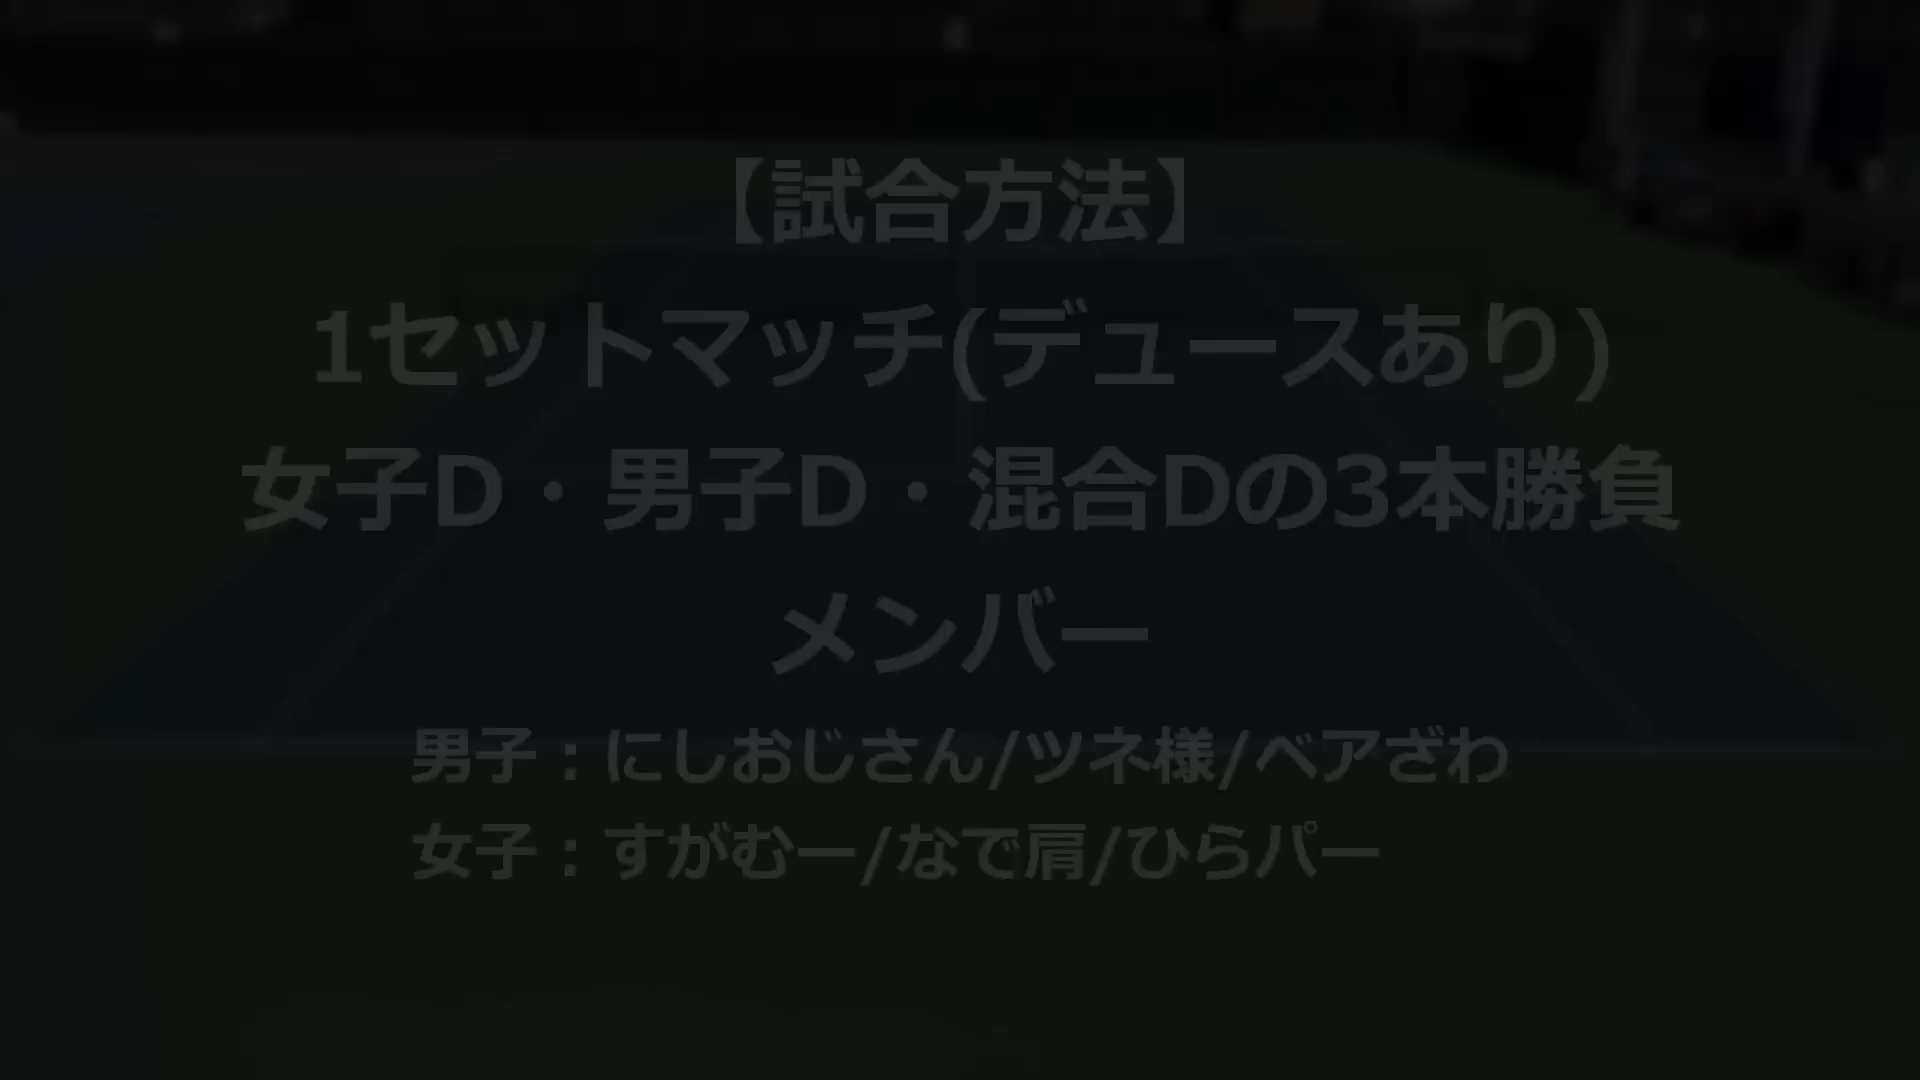 【試合方法】
1セットマッチ(デュースあり)
女子D・男子D・混合Dの3本勝負
メンバー
男子：にしおじさん/ツネ様/ベアざわ
女子：すがむー/なで肩/ひらパー